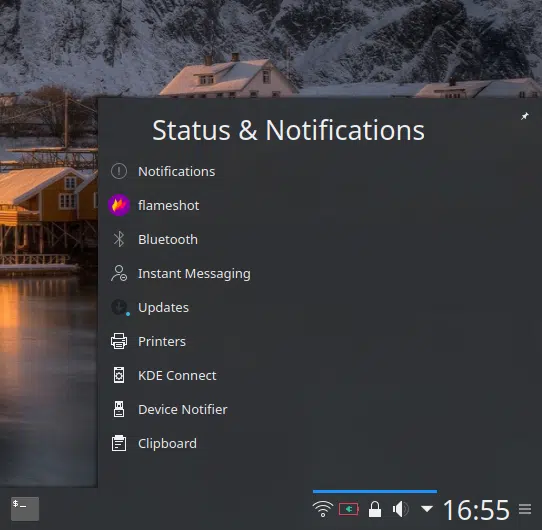 Status & Notifications
Notifications
flameshot
Bluetooth
Instant Messaging
Updates
Printers
KDE Connect
Device Notifier
Clipboard
$_
16:55